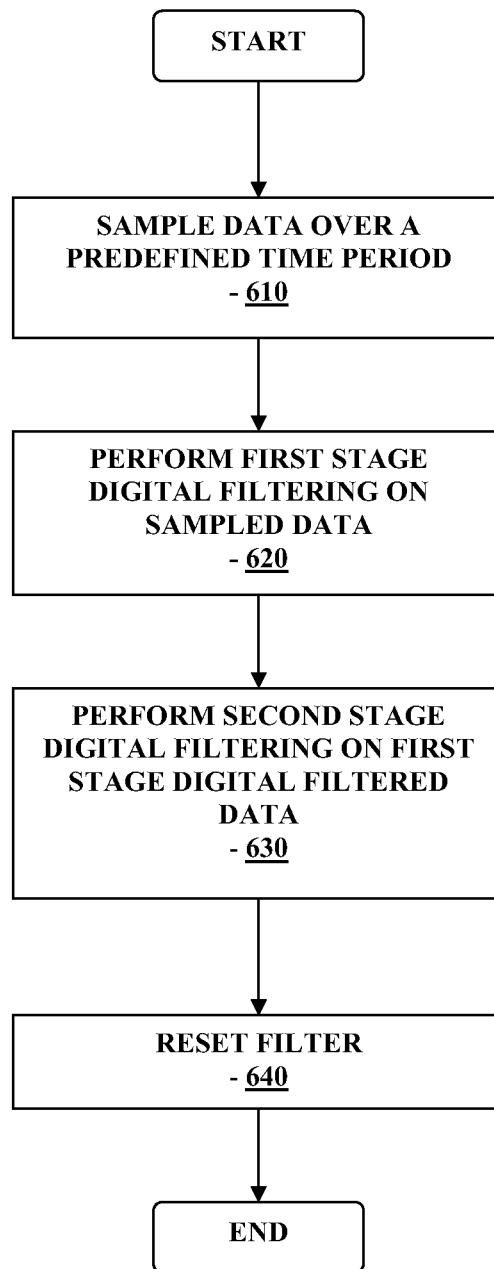 START
SAMPLE DATA OVER A
PREDEFINED TIME PERIOD
- 610
PERFORM FIRST STAGE
DIGITAL FILTERING ON
SAMPLED DATA
- 620
PERFORM SECOND STAGE
DIGITAL FILTERING ON FIRST
STAGE DIGITAL FILTERED
DATA
- 630
RESET FILTER
- 640
END